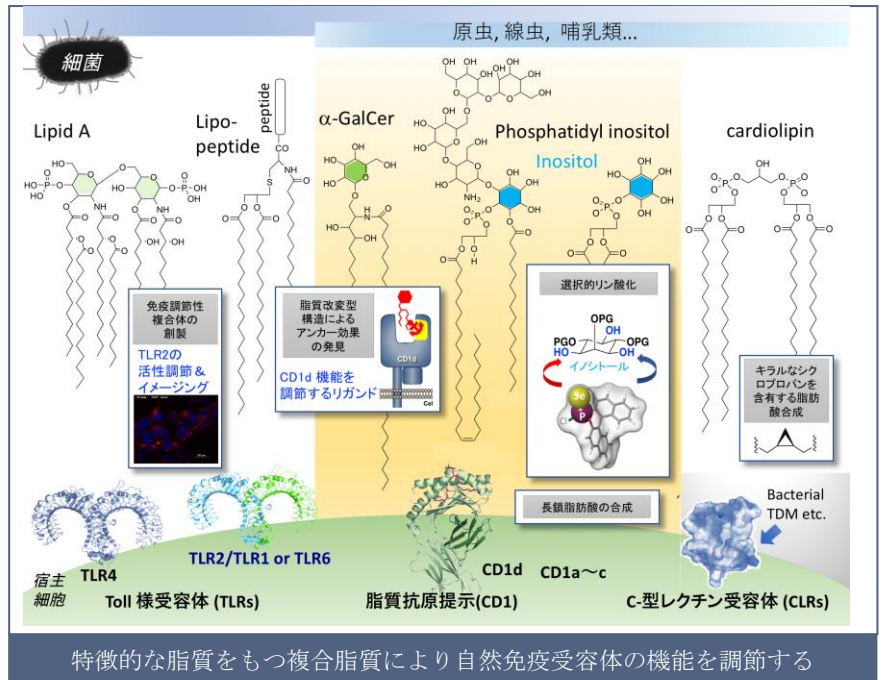 原虫, 線虫, 哺乳類...
細菌
Lipid A
Lipo-
peptide
peptide
α-GalCer
Phosphatidyl inositol
Inositol
cardiolipin
免疫調節性
複合体の
創製
TLR2の
活性調節&
イメージング
脂質改変型
構造による
アンカー効果
の発見
CD1d
CD1d 機能を
調節するリガンド
Cel
選択的リン酸化
OPG
OH
PGO
OPG
HO
OH
イノシトール
Se
P
Cl
キラルなシク
ロプロパンを
含有する脂肪
酸合成
長鎖脂肪酸の合成
Bacterial
TDM etc.
TLR4
TLR2/TLR1 or TLR6
CD1d
CD1a～c
宿主
細胞
Toll 様受容体 (TLRs)
脂質抗原提示(CD1)
C-型レクチン受容体 (CLRs)
特徴的な脂質をもつ複合脂質により自然免疫受容体の機能を調節する